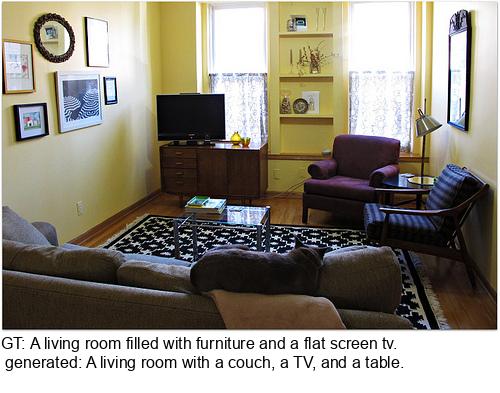 GT: A living room filled with furniture and a flat screen tv.
generated: A living room with a couch, a TV, and a table.